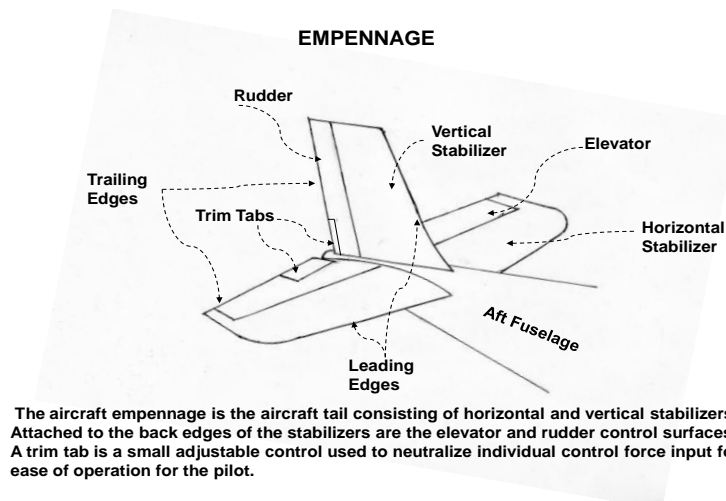 EMPENNAGE
Rudder
Vertical
Stabilizer
Elevator
Trailing
Edges
Trim Tabs
Horizontal
Stabilizer
Aft Fuselage
Leading
Edges
The aircraft empennage is the aircraft tail consisting of horizontal and vertical stabilizers
Attached to the back edges of the stabilizers are the elevator and rudder control surfaces
A trim tab is a small adjustable control used to neutralize individual control force input
ease of operation for the pilot.